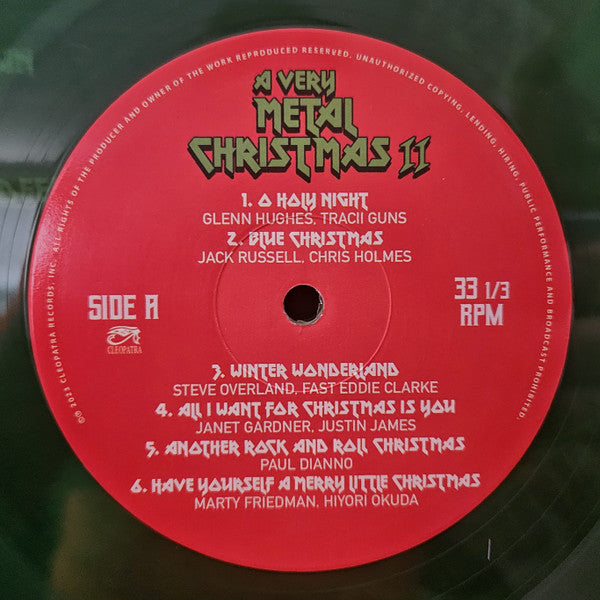 ℗© 2023 CLEOPATRA RECORDS, INC. ALL RIGHTS OF THE PRODUCER AND OWNER OF THE WORK REPRODUCED RESERVED. UNAUTHORIZED COPYING, LENDING, HIRING, PUBLIC PERFORMANCE AND BROADCAST PROHIBITED.
A VERY
METAL
CHRISTMAS II
1. O HOLY NIGHT
GLENN HUGHES, TRACII GUNS
2. BLUE CHRISTMAS
JACK RUSSELL, CHRIS HOLMES
SIDE A
CLEOPATRA
33 1/3
RPM
3. WINTER WONDERLAND
STEVE OVERLAND, FAST EDDIE CLARKE
4. ALL I WANT FOR CHRISTMAS IS YOU
JANET GARDNER, JUSTIN JAMES
5. ANOTHER ROCK AND ROLL CHRISTMAS
PAUL DIANNO
6. HAVE YOURSELF A MERRY LITTLE CHRISTMAS
MARTY FRIEDMAN, HIYORI OKUDA